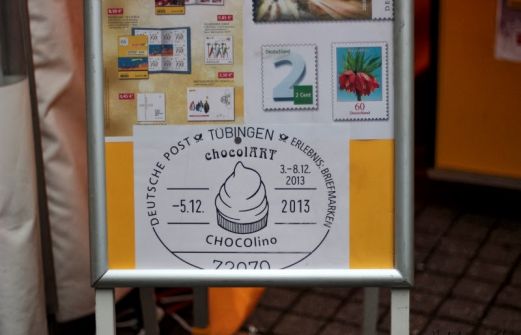 Deutschland
2
2 Cent
60
Deutschland
DEUTSCHE POST TÜBINGEN ERLEBNIS: BRIEFMARKEN
chocolART
3.-8.12.
2013
-5.12. 2013
CHOCOlino
72070